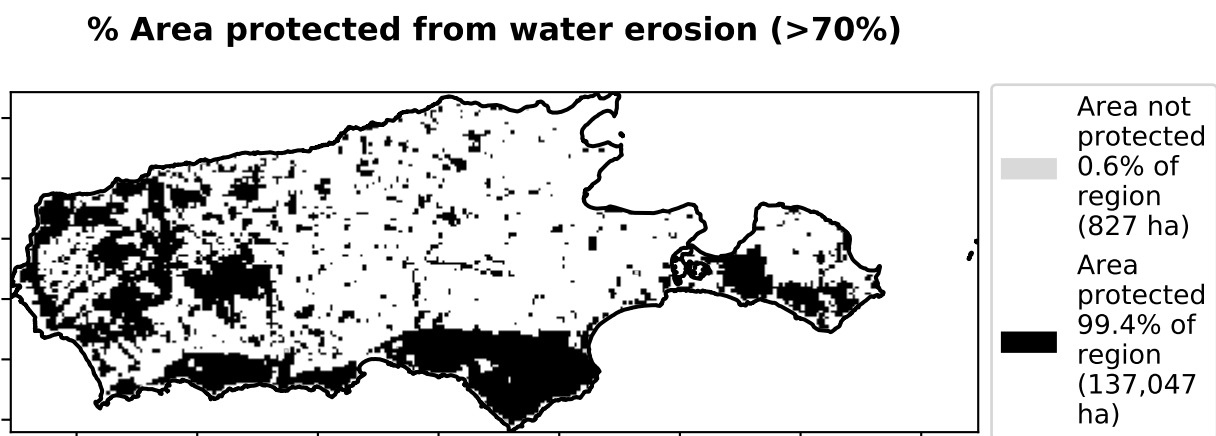 % Area protected from water erosion (>70%)
Area not
protected
0.6% of
region
(827 ha)
Area
protected
99.4% of
region
(137,047
ha)